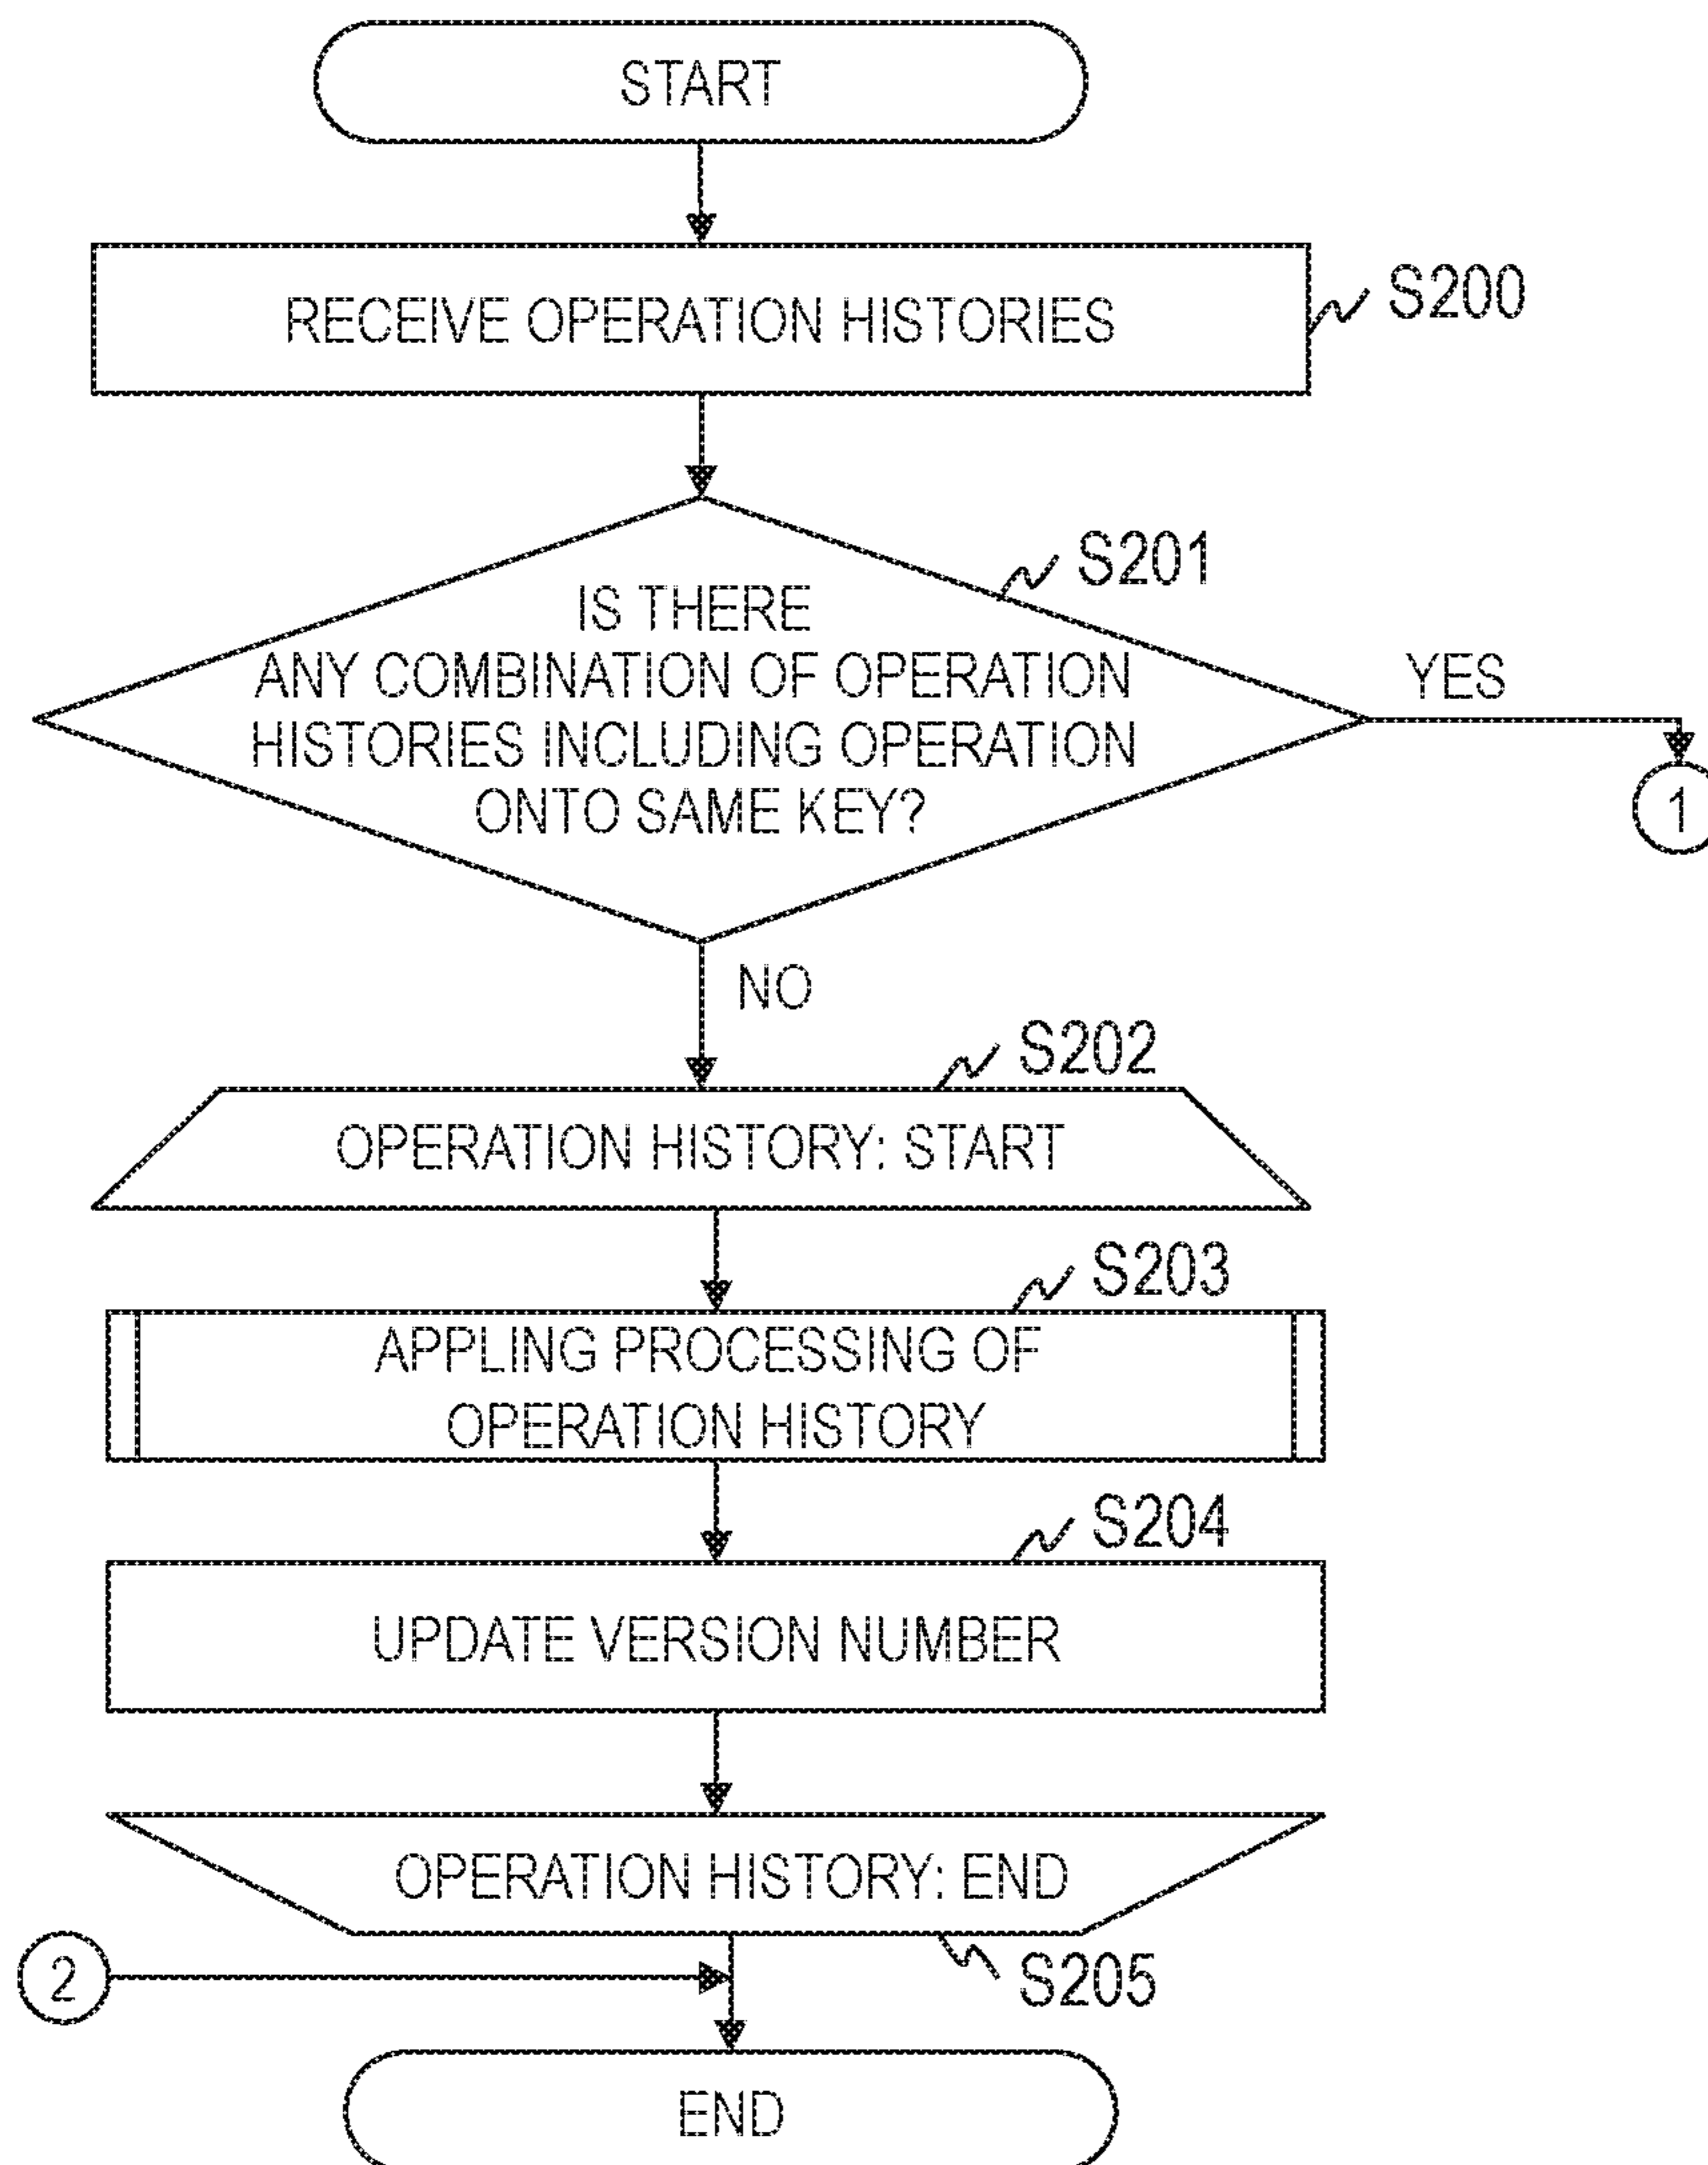 START
RECEIVE OPERATION HISTORIES
S200
S201
IS THERE
ANY COMBINATION OF OPERATION
HISTORIES INCLUDING OPERATION
ONTO SAME KEY?
YES
1
NO
S202
OPERATION HISTORY: START
S203
APPLING PROCESSING OF
OPERATION HISTORY
S204
UPDATE VERSION NUMBER
OPERATION HISTORY: END
2
S205
END